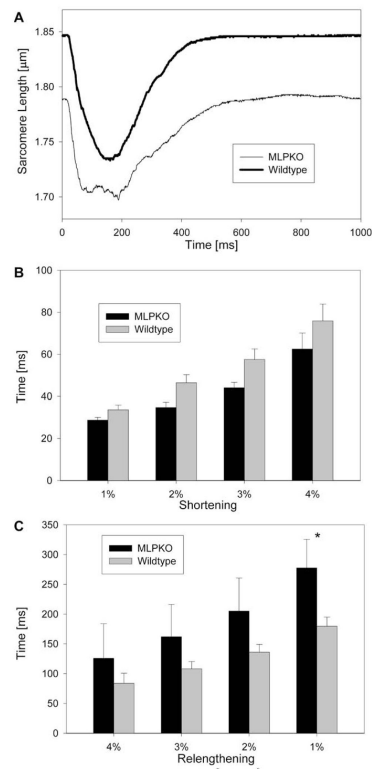 A
1.85
1.80
1.75
1.70
Sarcomere Length [µm]
MLPKO
Wildtype
0 200 400 600 800 1000
Time [ms]
B
100
80
60
40
20
0
Time [ms]
MLPKO
Wildtype
1% 2% 3% 4%
Shortening
C
350
300
250
200
150
100
50
0
Time [ms]
MLPKO
Wildtype
*
4% 3% 2% 1%
Relengthening